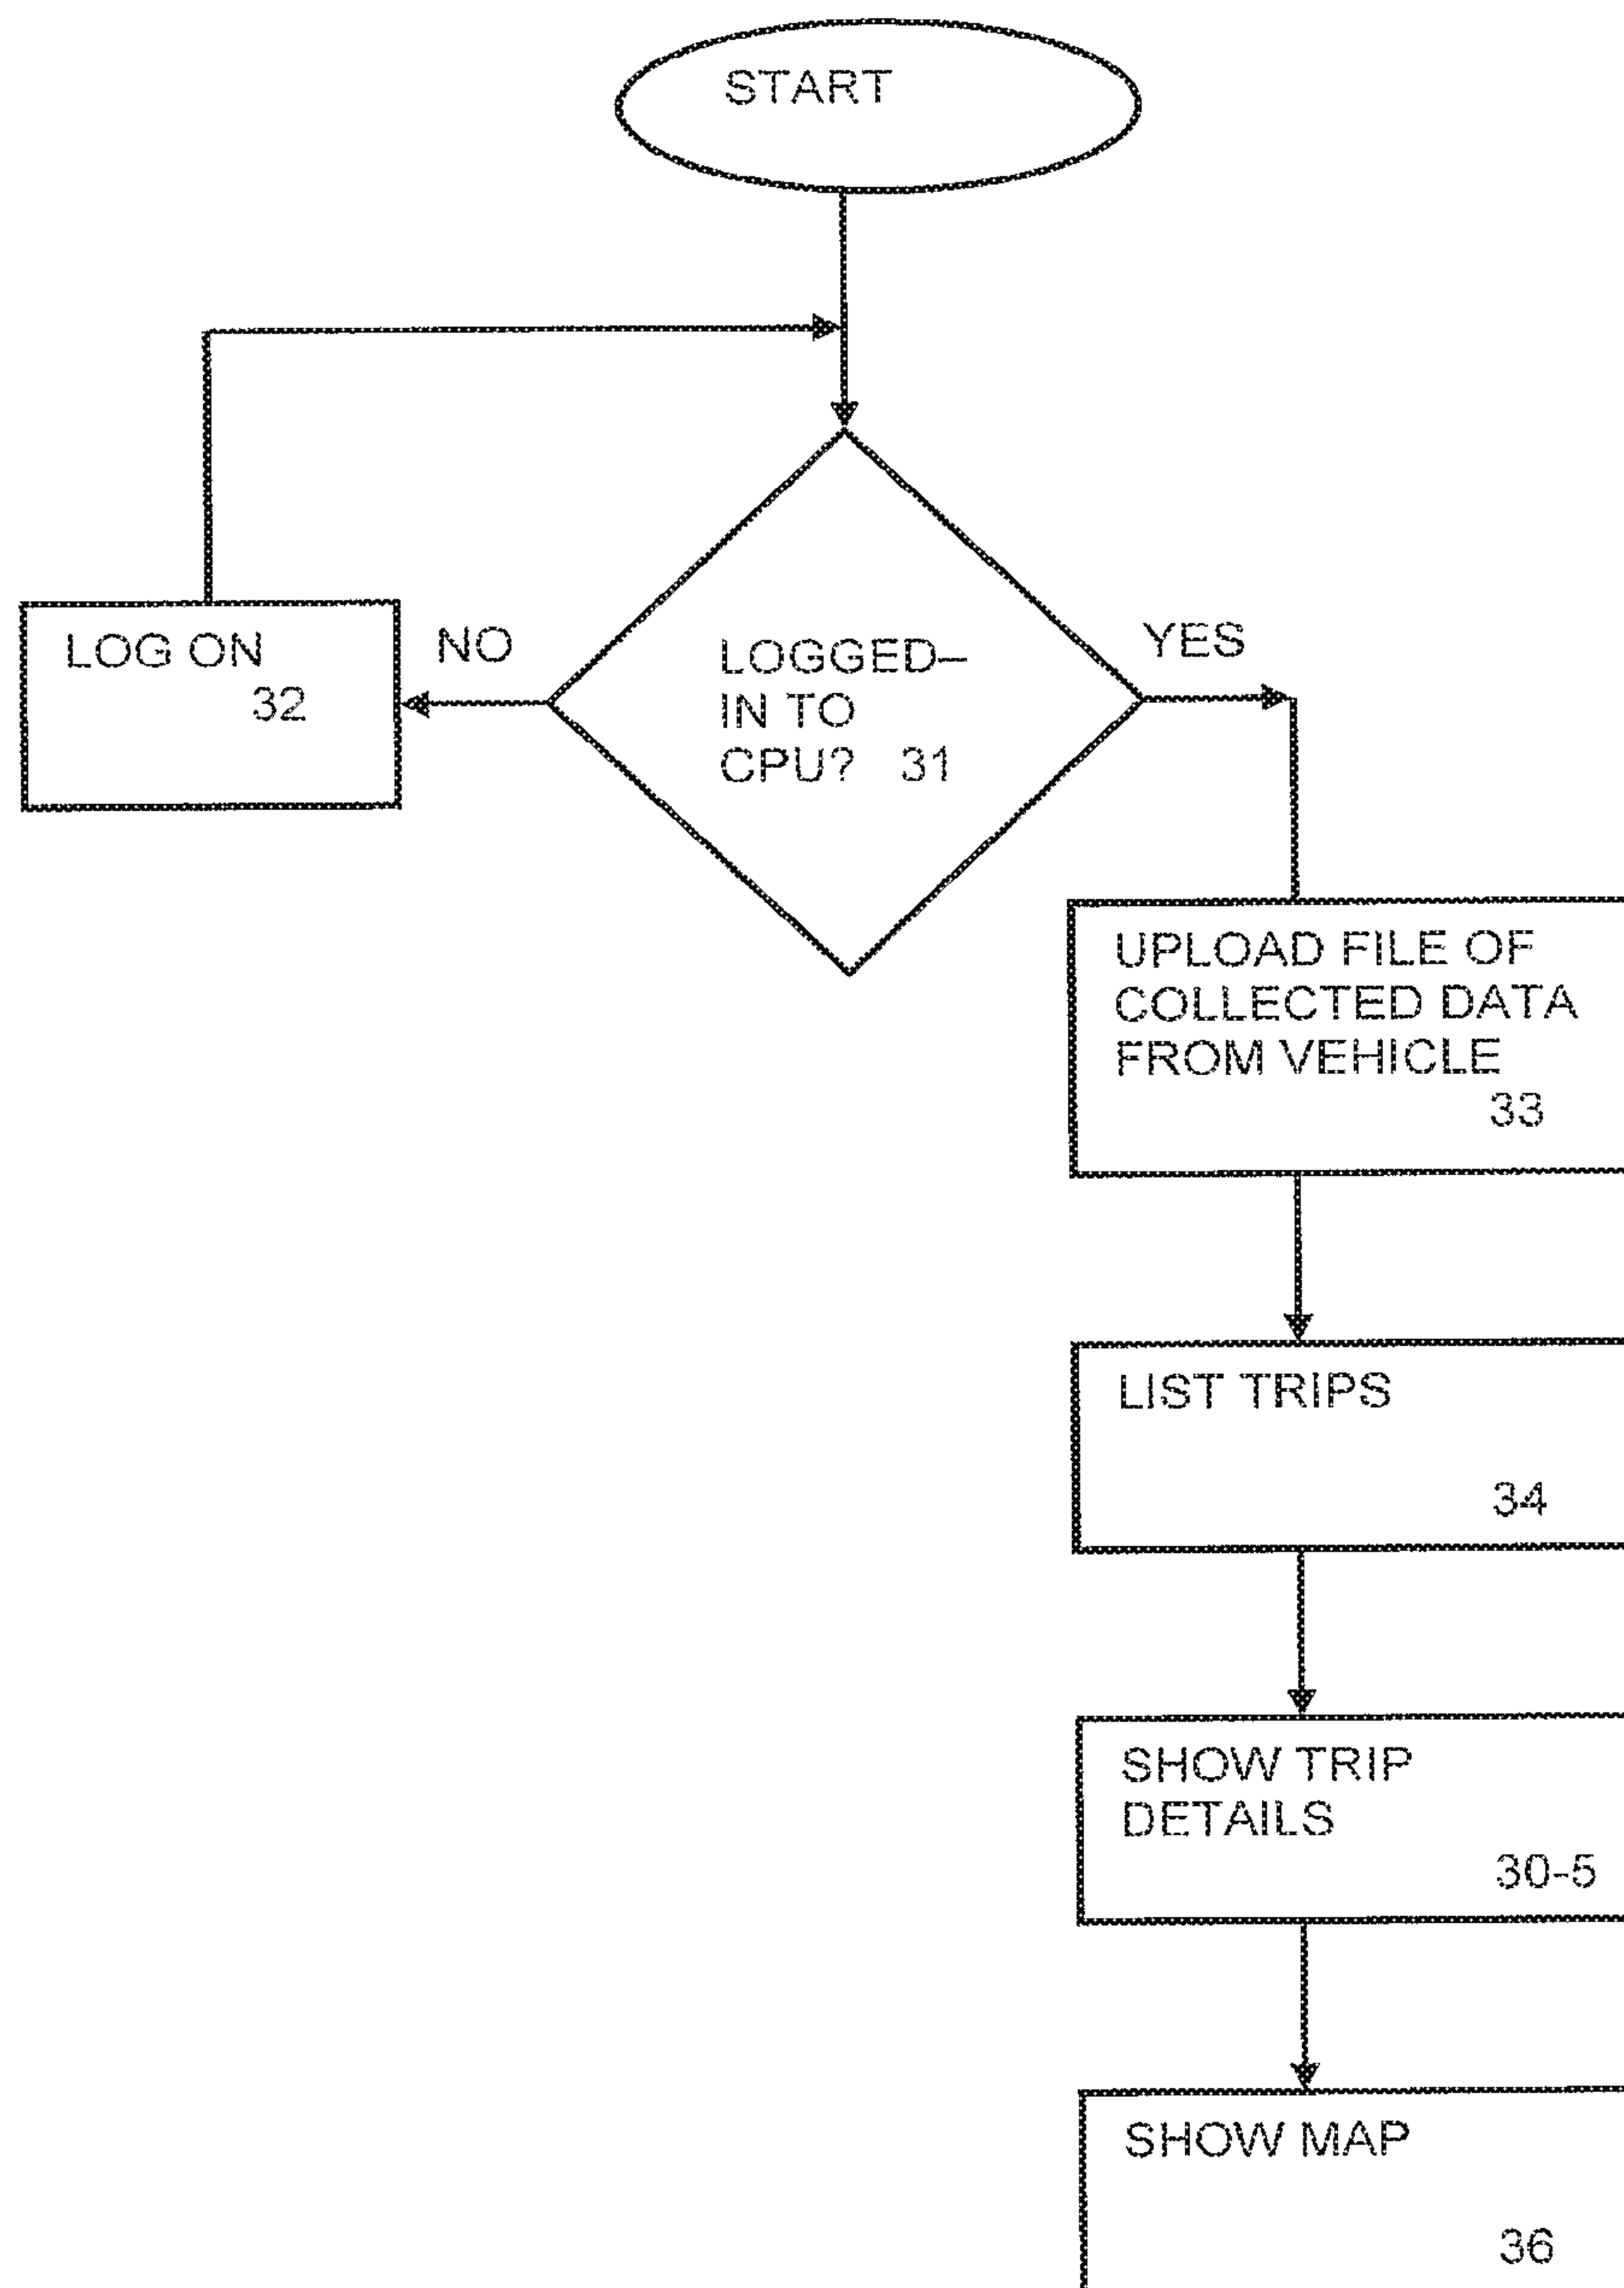 START
LOG ON
32
NO
LOGGED–
IN TO
CPU? 31
YES
UPLOAD FILE OF
COLLECTED DATA
FROM VEHICLE
33
LIST TRIPS
34
SHOW TRIP
DETAILS
30-5
SHOW MAP
36